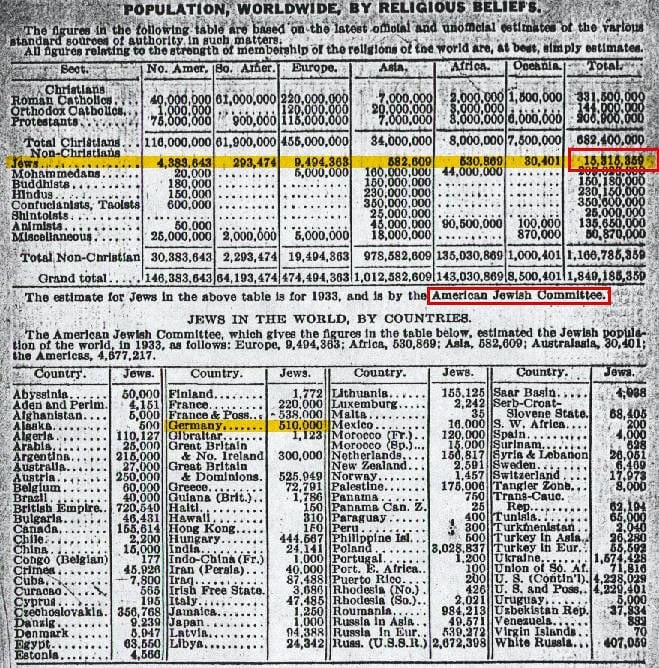 POPULATION, WORLDWIDE, BY RELIGIOUS BELIEFS.
The figures in the following table are based on the latest official and unofficial estimates of the various
standard sources of authority in such matters.
All figures relating to the strength of membership of the religions of the world are, at best, simply estimates.
Sect. No. Amer. So. Amer. Europe. Asia. Africa. Oceania. Total.
Christians
Roman Catholics.... 40,000,000 61,000,000 220,000,000 7,000,000 2,000,000 1,500,000 331,500,000
Orthodox Catholics. 1,000,000 ........ 120,000,000 20,000,000 3,000,000 ........ 144,000,000
Protestants........ 75,000,000 900,000 115,000,000 7,000,000 3,000,000 6,000,000 206,900,000
Total Christians... 116,000,000 61,900,000 455,000,000 34,000,000 8,000,000 7,500,000 682,400,000
Non-Christians
Jews............ 4,383,643 293,474 9,494,363 582,609 530,869 30,401 15,315,359
Mohammedans...... 20,000 ........ 5,000,000 160,000,000 44,000,000 ........
Buddhists......... 180,000 ........ ........ 150,000,000 ........ ........ 150,180,000
Hindus............ 150,000 ........ ........ 230,000,000 ........ ........ 230,150,000
Confucianists, Taoists 600,000 ........ ........ 350,000,000 ........ ........ 350,600,000
Shintoists........ ........ ........ ........ 25,000,000 ........ ........ 25,000,000
Animists.......... 50,000 ........ ........ 45,000,000 90,500,000 100,000 135,650,000
Miscellaneous..... 25,000,000 2,000,000 5,000,000 18,000,000 ........ 870,000 50,870,000
Total Non-Christian 30,383,643 2,293,474 19,494,363 978,582,609 135,030,869 1,000,401 1,166,785,359
Grand total..... 146,383,643 64,193,474 474,494,363 1,012,582,609 143,030,869 8,500,401 1,849,185,359
The estimate for Jews in the above table is for 1933, and is by the American Jewish Committee.
JEWS IN THE WORLD, BY COUNTRIES.
The American Jewish Committee, which gives the figures in the table below, estimated the Jewish popula-
tion of the world, in 1933, as follows: Europe, 9,494,363; Africa, 530,869; Asia, 582,609; Australasia, 30,401;
the Americas, 4,677,217.
Country. Jews. Country. Jews. Country. Jews. Country. Jews.
Abyssinia.... 50,000 Finland..... 1,772 Lithuania.... 155,125 Saar Basin.... 4,038
Aden and Perim. 4,151 France...... 220,000 Luxemburg.... 2,242 Serb-Croat-
Afghanistan.... 5,000 France & Poss... 538,000 Malta....... 35 Slovene State. 68,405
Alaska...... 500 Germany..... 510,000 Mexico...... 16,000 S. W. Africa.. 200
Algeria..... 110,127 Gibraltar.... 1,123 Morocco (Fr.).. 120,000 Spain....... 4,000
Arabia...... 25,000 Great Britain Morocco (Sp.).. 15,000 Surinam..... 628
Argentina.... 215,000 & No. Ireland 300,000 Netherlands.... 156,817 Syria & Lebanon 26,051
Australia.... 27,000 Great Britain New Zealand... 2,591 Sweden...... 6,469
Austria..... 250,000 & Dominions. 525,949 Norway...... 1,457 Switzerland... 17,973
Belgium..... 60,000 Greece...... 72,791 Palestine.... 175,006 Tangier Zone.. 8,000
Brazil...... 40,000 Guiana (Brit.).. 1,786 Panama...... 750 Trans-Cauc.
British Empire.. 720,540 Haiti....... 150 Panama Can. Z. 25 Rep......... 62,194
Bulgaria.... 46,431 Hawaii...... 310 Paraguay.... 400 Tunisia..... 65,000
Canada...... 155,614 Hong Kong... 150 Peru........ 300 Turkmenistan.. 2,040
Chile....... 2,200 Hungary..... 444,567 Philippine Isl.. 500 Turkey in Asia.. 26,280
China....... 15,000 India....... 24,141 Poland...... 3,028,837 Turkey in Eur... 55,592
Congo (Belgian) 177 Indo-China (Fr.) 1,000 Portugal.... 1,200 Ukraine..... 1,574,428
Crimea...... 45,926 Iran (Persia)... 40,000 Port. E. Africa. 100 Union of So. Af. 71,816
Cuba........ 7,800 Iraq........ 87,488 Puerto Rico... 200 U. S. (Contin'l). 4,228,029
Curacao..... 565 Irish Free State. 3,686 Rhodesia (No.). 426 U. S. and Poss.. 4,229,401
Cyprus...... 195 Italy....... 47,485 Rhodesia (So.).. 2,021 Uruguay..... 5,000
Czechoslovakia. 356,768 Jamaica..... 1,250 Roumania.... 984,213 Uzbekistan Rep. 37,834
Danzig...... 9,239 Japan....... 1,000 Russia in Asia.. 49,571 Venezuela.... 882
Denmark..... 5,947 Latvia...... 94,388 Russia in Eur. 539,272 Virgin Islands.. 70
Egypt....... 63,550 Libya....... 24,342 Russ. (U.S.S.R.) 2,672,398 White Russia... 407,059
Estonia..... 4,566